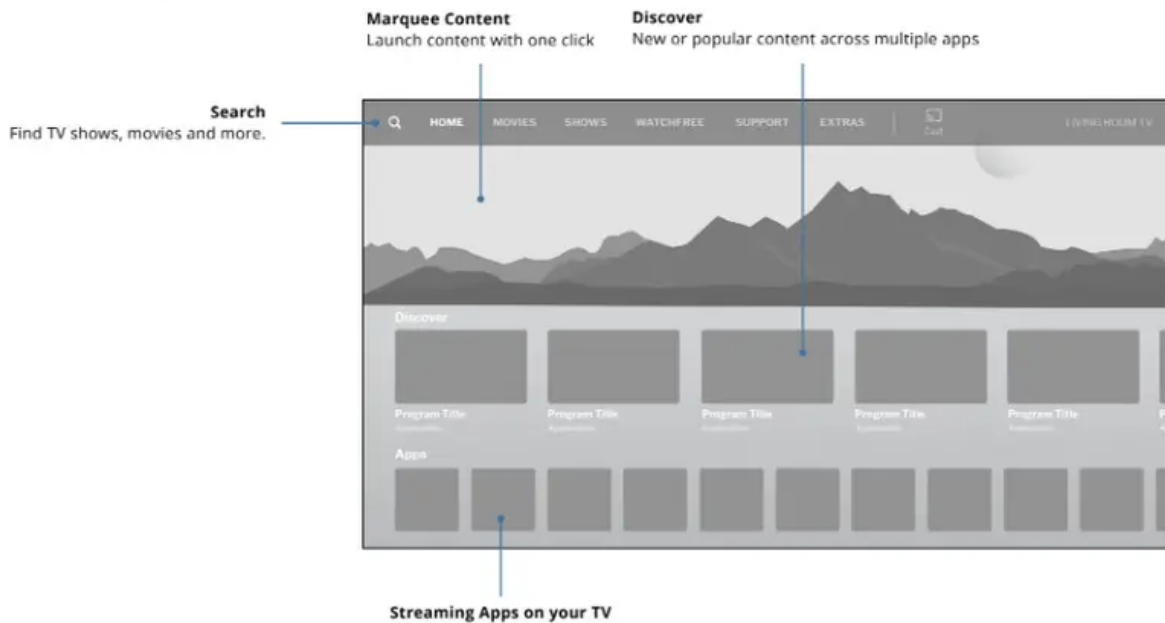 Marquee Content
Launch content with one click
Discover
New or popular content across multiple apps
Search
Find TV shows, movies and more.
HOME MOVIES SHOWS WATCHFREE SUPPORT EXTRAS Cast LIVING ROOM TV
Discover
Program Title Program Title Program Title Program Title Program Title
Apps
Streaming Apps on your TV